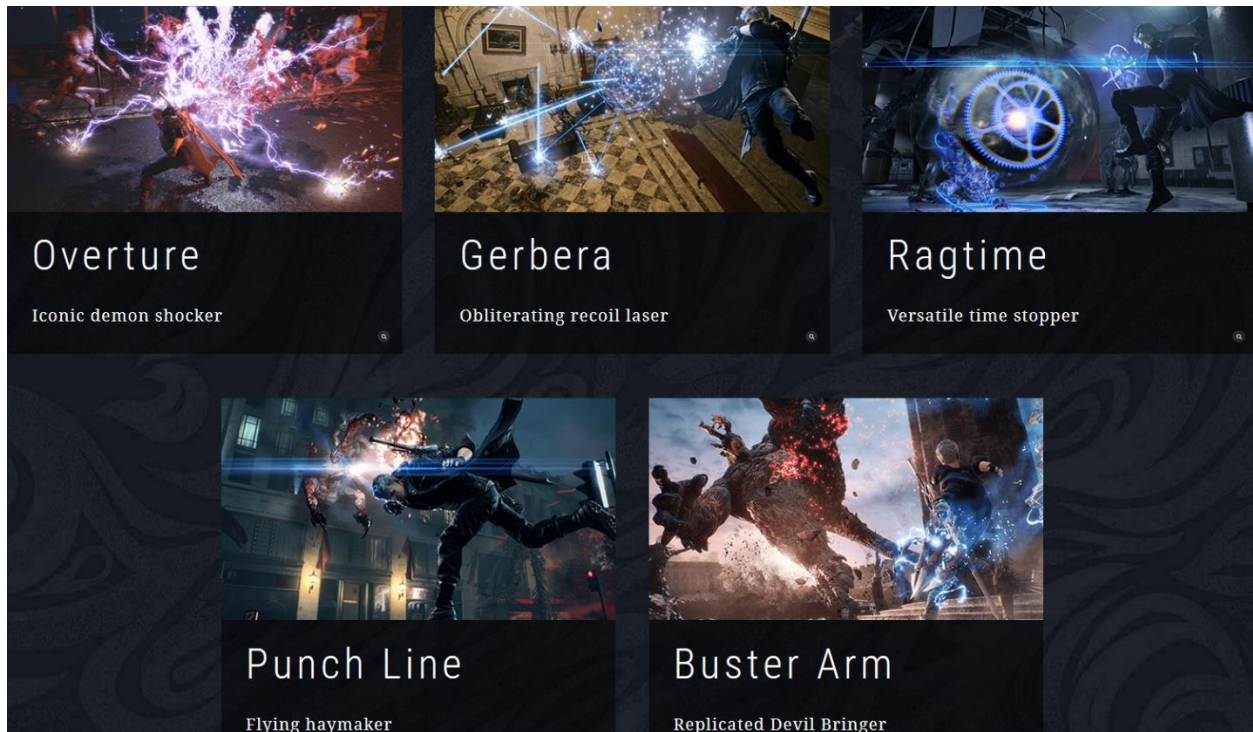 Overture
Iconic demon shocker
Gerbera
Obliterating recoil laser
Ragtime
Versatile time stopper
Punch Line
Flying haymaker
Buster Arm
Replicated Devil Bringer